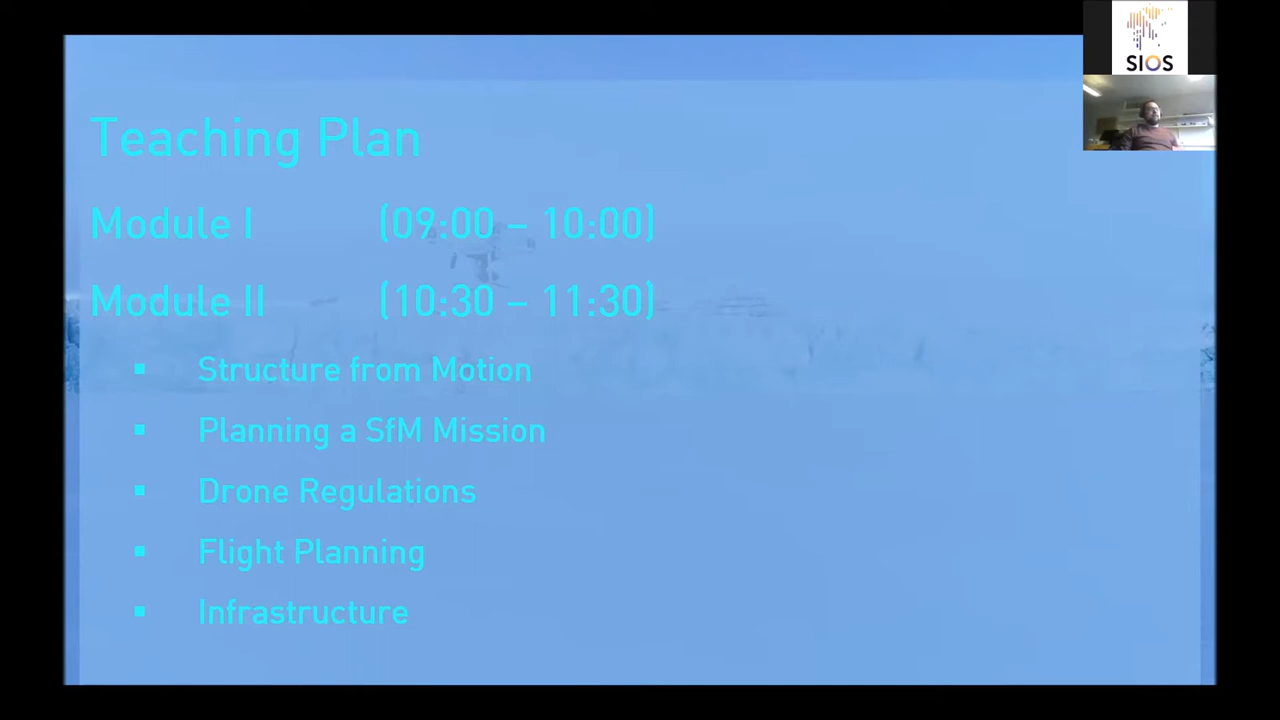 SIOS
Teaching Plan
Module I (09:00 – 10:00)
Module II (10:30 – 11:30)
▪ Structure from Motion
▪ Planning a SfM Mission
▪ Drone Regulations
▪ Flight Planning
▪ Infrastructure